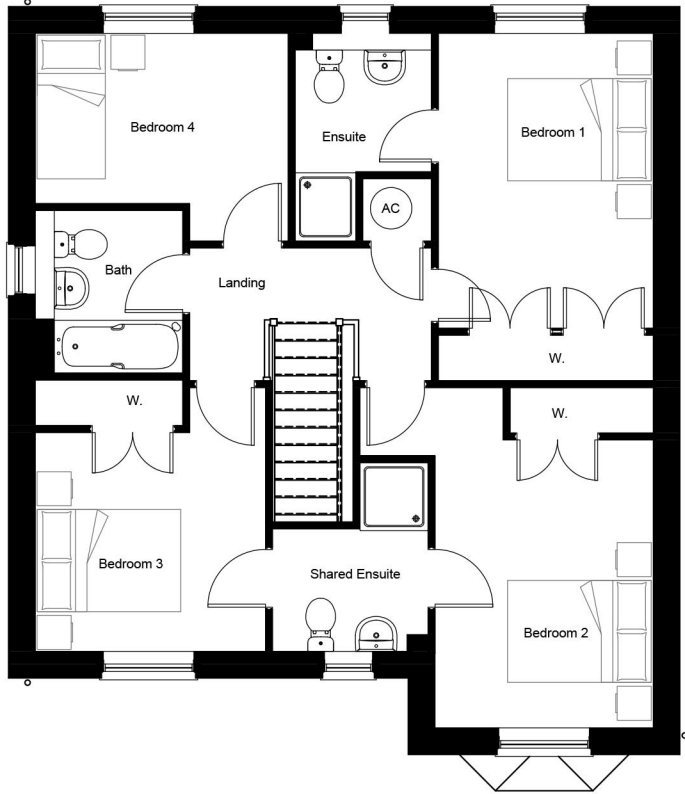 Bedroom 4
Ensuite
Bedroom 1
AC
Bath
Landing
W.
W.
W.
Bedroom 3
Shared Ensuite
Bedroom 2